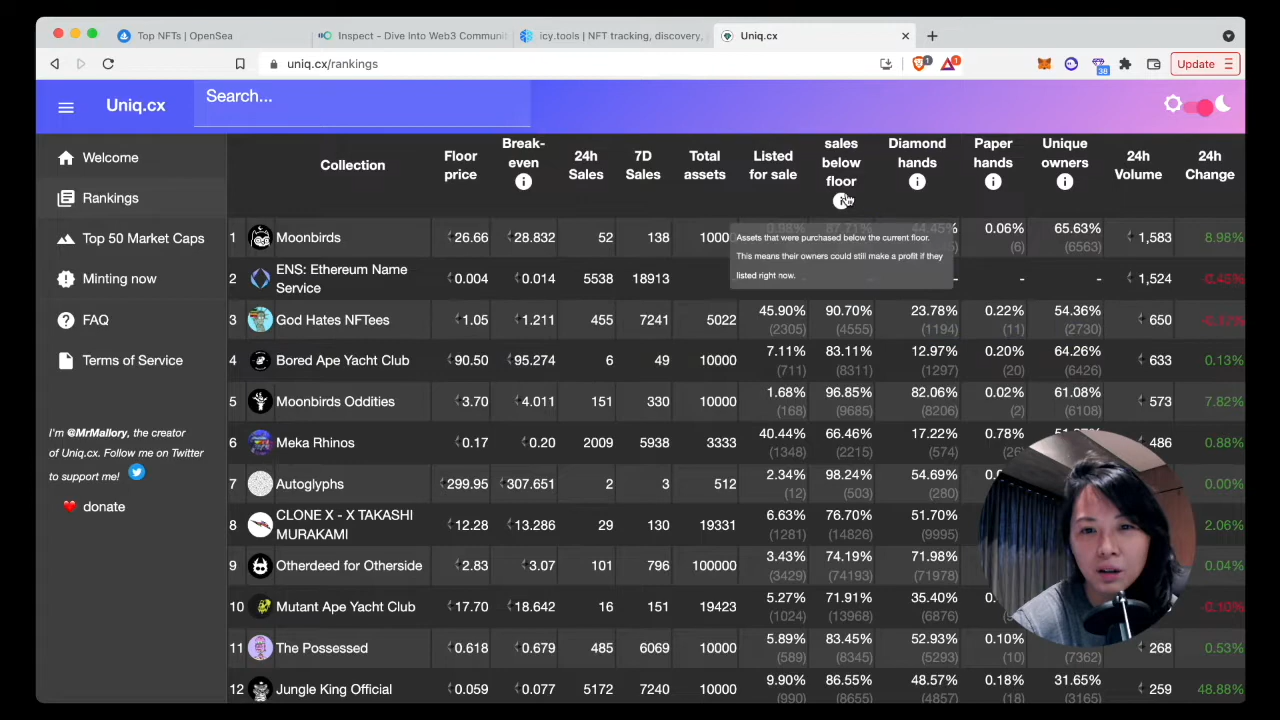 Top NFTs | OpenSea
Inspect - Dive Into Web3 Communi
icy.tools | NFT tracking, discovery,
Uniq.cx
uniq.cx/rankings
Update
Uniq.cx
Search...
Welcome
Rankings
Top 50 Market Caps
Minting now
FAQ
Terms of Service
I'm @MrMallory, the creator
of Uniq.cx. Follow me on Twitter
to support me!
donate
Collection
Floor price
Break-even
24h Sales
7D Sales
Total assets
Listed for sale
sales below floor
Diamond hands
Paper hands
Unique owners
24h Volume
24h Change
Assets that were purchased below the current floor.
This means their owners could still make a profit if they
listed right now.
1 Moonbirds 26.66 28.832 52 138 1000 0.98% 87.71% 44.45% 0.06% (6) 65.63% (6563) 1,583 8.98%
2 ENS: Ethereum Name Service 0.004 0.014 5538 18913 - - - 1,524 -0.45%
3 God Hates NFTees 1.05 1.211 455 7241 5022 45.90% (2305) 90.70% (4555) 23.78% (1194) 0.22% (11) 54.36% (2730) 650
4 Bored Ape Yacht Club 90.50 95.274 6 49 10000 7.11% (711) 83.11% (8311) 12.97% (1297) 0.20% (20) 64.26% (6426) 633 0.13%
5 Moonbirds Oddities 3.70 4.011 151 330 10000 1.68% (168) 96.85% (9685) 82.06% (8206) 0.02% (2) 61.08% (6108) 573 7.82%
6 Meka Rhinos 0.17 0.20 2009 5938 3333 40.44% (1348) 66.46% (2215) 17.22% (574) 0.78% 486 0.88%
7 Autoglyphs 299.95 307.651 2 3 512 2.34% (12) 98.24% (503) 54.69% (280) 0.00%
8 CLONE X - X TAKASHI MURAKAMI 12.28 13.286 29 130 19331 6.63% (1281) 76.70% (14826) 51.70% (9995) 2.06%
9 Otherdeed for Otherside 2.83 3.07 101 796 100000 3.43% (3429) 74.19% (74193) 71.98% (71978) 0.04%
10 Mutant Ape Yacht Club 17.70 18.642 16 151 19423 5.27% (1024) 71.91% (13968) 35.40% (6876) -0.10%
11 The Possessed 0.618 0.679 485 6069 10000 5.89% (589) 83.45% (8345) 52.93% (5293) 0.10% (10) (7362) 268 0.53%
12 Jungle King Official 0.059 0.077 5172 7240 10000 9.90% (990) 86.55% (8655) 48.57% (4857) 0.18% (18) 31.65% (3165) 259 48.88%